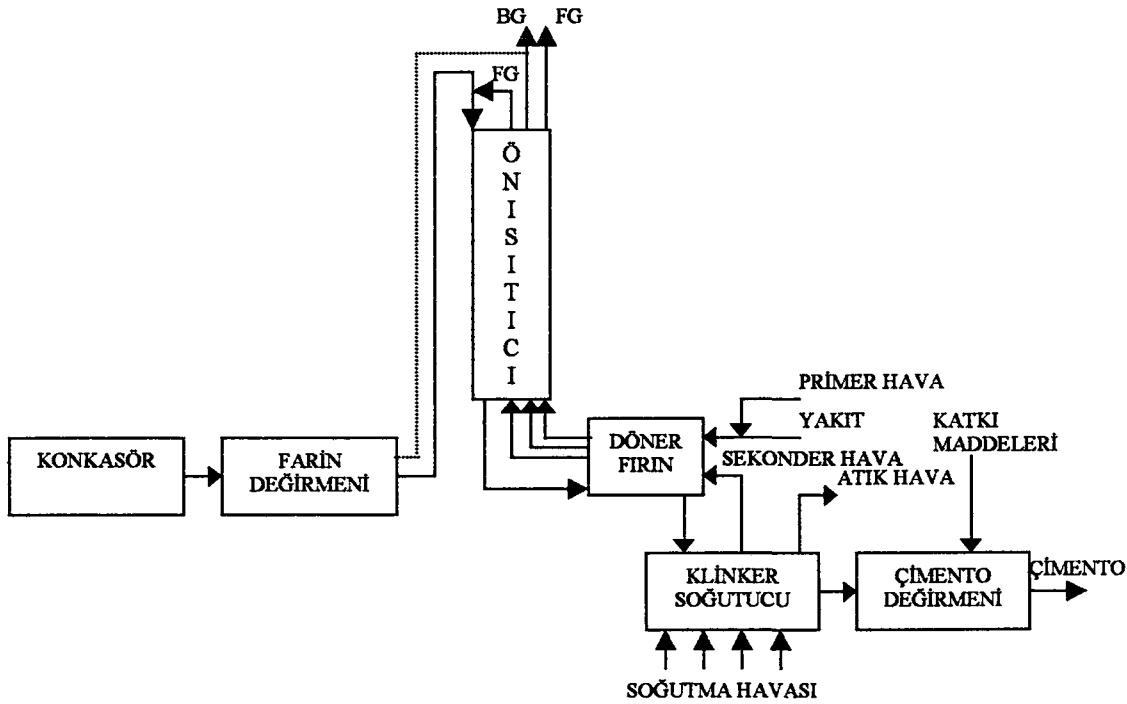 BG FG
FG
ÖNISITICI
PRİMER HAVA
YAKIT
KATKI
MADDELERİ
KONKASÖR
FARİN
DEĞİRMENİ
DÖNER
FIRIN
SEKONDER HAVA
ATIK HAVA
KLİNKER
SOĞUTUCU
ÇİMENTO
DEĞİRMENİ
ÇİMENTO
SOĞUTMA HAVASI